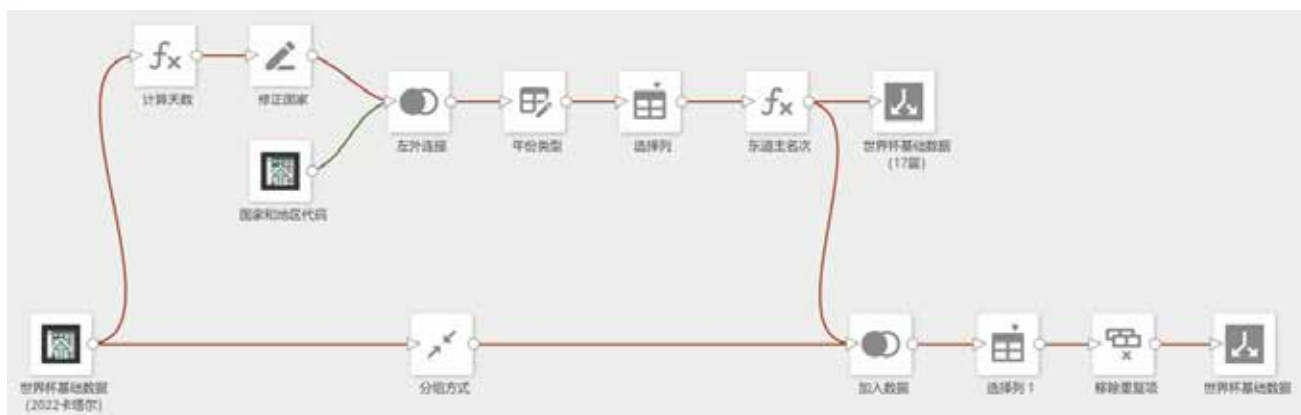 计算天数
修正国家
左外连接
年份类型
选择列
东道主名次
世界杯基础数据
(17届)
国家和地区代码
世界杯基础数据
(2022卡塔尔)
分组方式
加入数据
选择列 1
移除重复项
世界杯基础数据